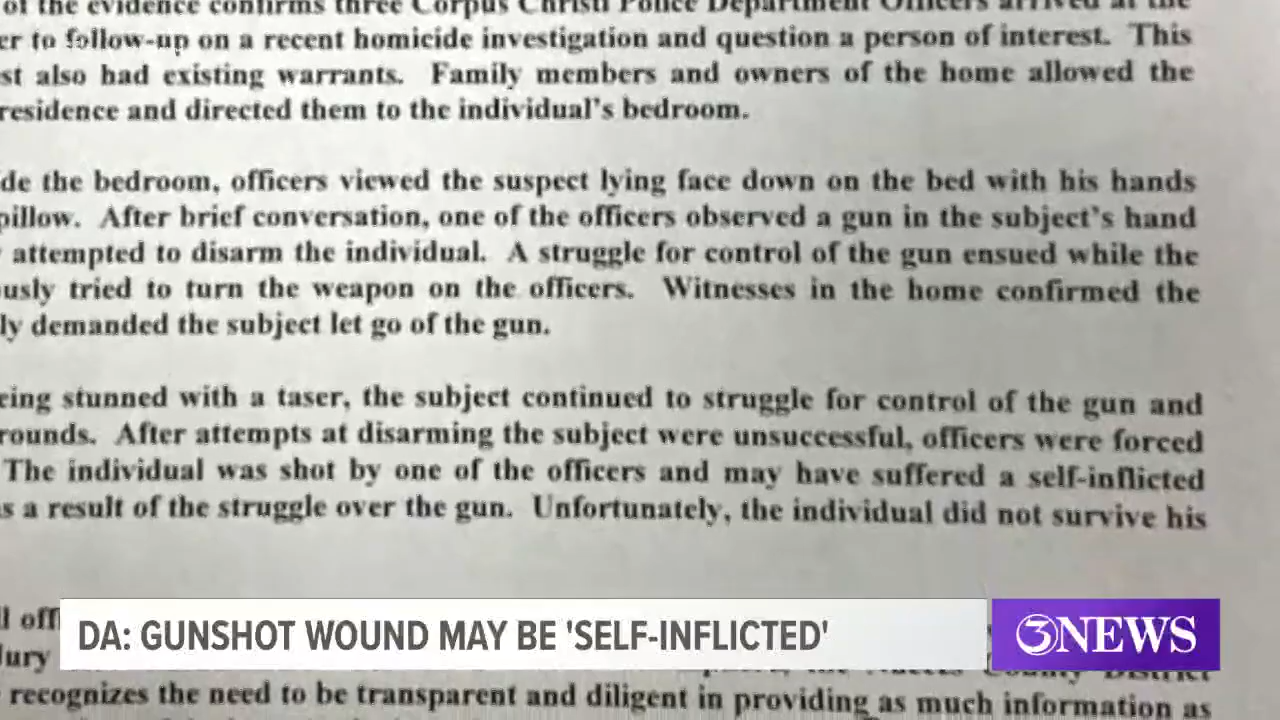 of the evidence confirms three Corpus Christi Police Department Officers arrived at the
er to follow-up on a recent homicide investigation and question a person of interest. This
st also had existing warrants. Family members and owners of the home allowed the
residence and directed them to the individual's bedroom.
de the bedroom, officers viewed the suspect lying face down on the bed with his hands
pillow. After brief conversation, one of the officers observed a gun in the subject's hand
attempted to disarm the individual. A struggle for control of the gun ensued while the
usly tried to turn the weapon on the officers. Witnesses in the home confirmed the
ly demanded the subject let go of the gun.
eing stunned with a taser, the subject continued to struggle for control of the gun and
rounds. After attempts at disarming the subject were unsuccessful, officers were forced
The individual was shot by one of the officers and may have suffered a self-inflicted
s a result of the struggle over the gun. Unfortunately, the individual did not survive his
l off
DA: GUNSHOT WOUND MAY BE 'SELF-INFLICTED'
3NEWS
Jury
the Nueces County District
recognizes the need to be transparent and diligent in providing as much information as